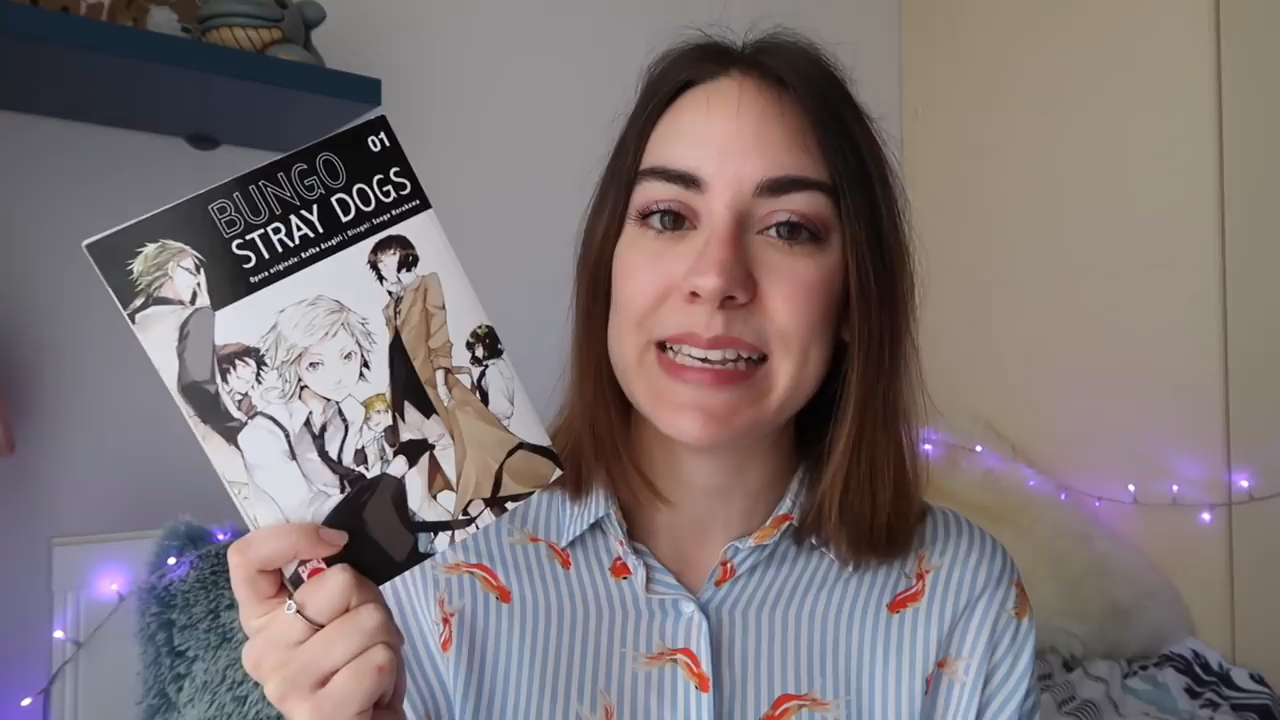 01
BUNGO
STRAY DOGS
Opera originale: Kafka Asagiri | Disegni: Sango Harukawa